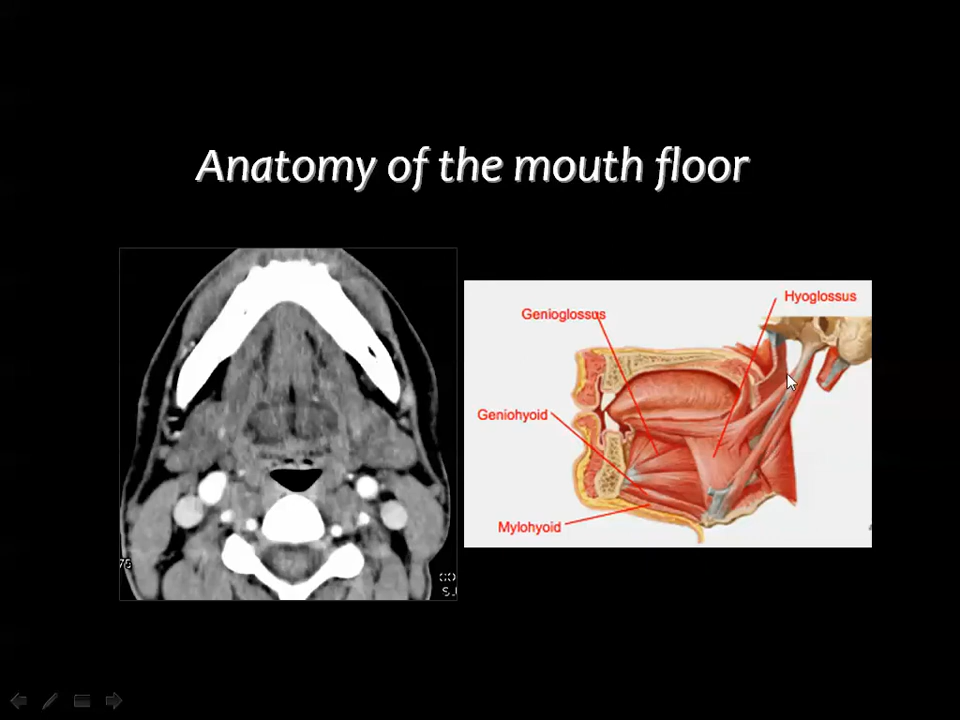 Anatomy of the mouth floor
Hyoglossus
Genioglossus
Geniohyoid
Mylohyoid